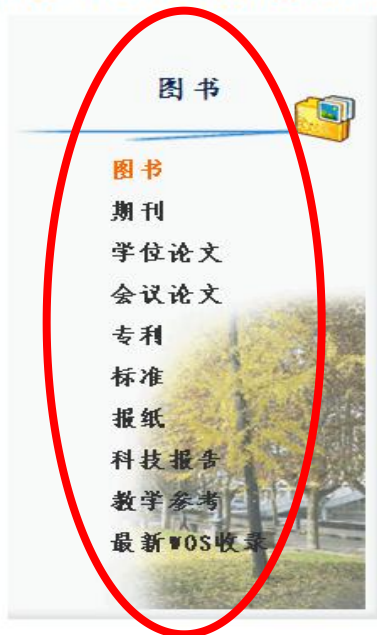 图书
图书
期刊
学位论文
会议论文
专利
标准
报纸
科技报告
教学参考
最新WOS收录